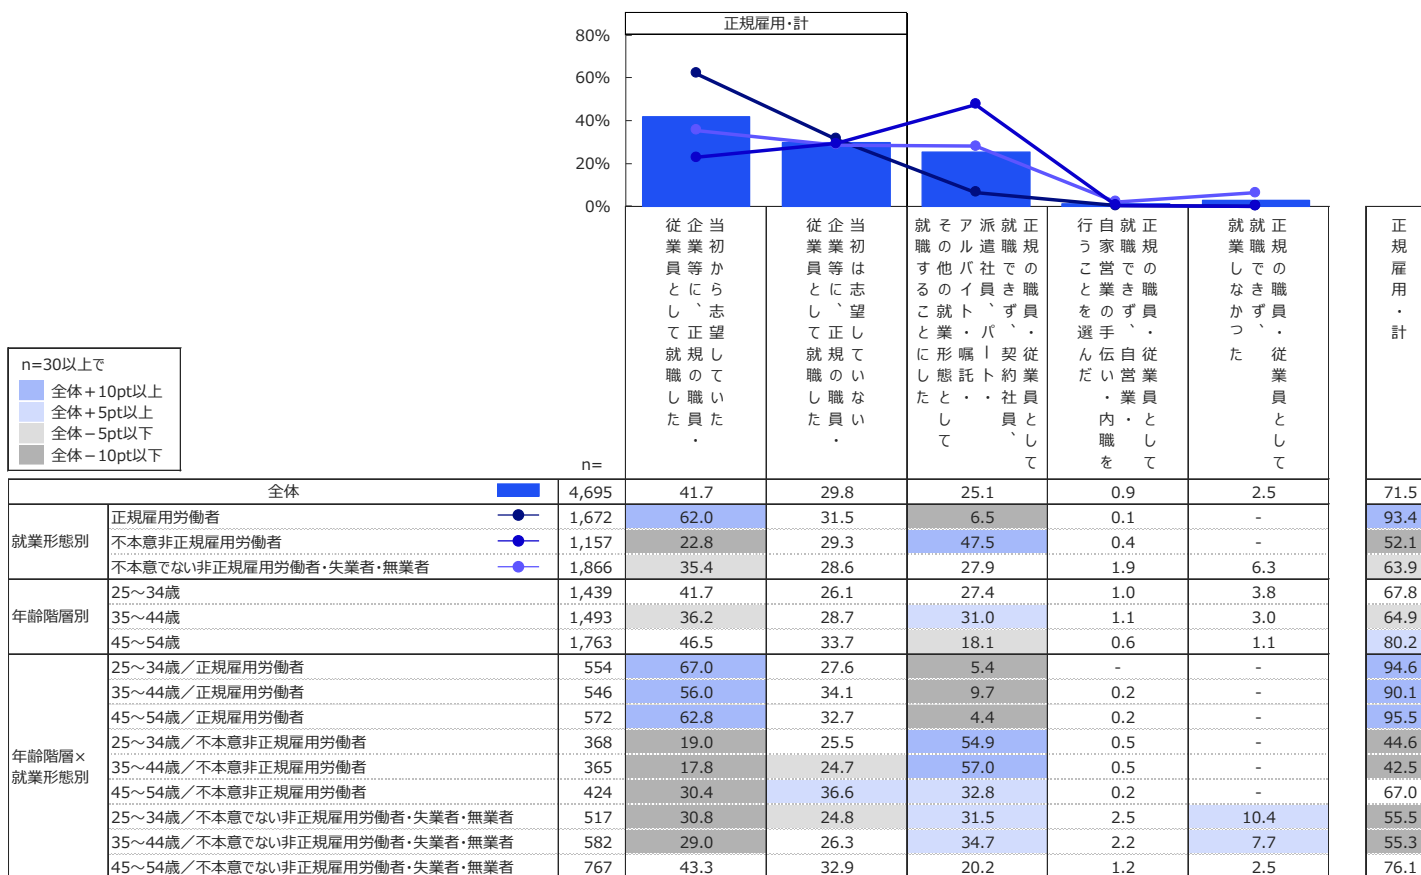 正規雇用･計
80%
60%
40%
20%
0%
当初から志望していた
企業等に、正規の職員・
従業員として就職した
当初は志望していない
企業等に、正規の職員・
従業員として就職した
正規の職員・従業員として
就職できず、契約社員、
派遣社員、パート・
アルバイト・嘱託・
その他の就業形態として
就職することにした
正規の職員・従業員として
就職できず、自営業・
自家営業の手伝い・内職を
行うことを選んだ
正規の職員・従業員として
就職できず、
就業しなかつた
正規雇用・計
n=30以上で
全体＋10pt以上
全体＋5pt以上
全体－5pt以下
全体－10pt以下
n=
全体 4,695 41.7 29.8 25.1 0.9 2.5 71.5
就業形態別
正規雇用労働者 1,672 62.0 31.5 6.5 0.1 - 93.4
不本意非正規雇用労働者 1,157 22.8 29.3 47.5 0.4 - 52.1
不本意でない非正規雇用労働者･失業者･無業者 1,866 35.4 28.6 27.9 1.9 6.3 63.9
年齢階層別
25～34歳 1,439 41.7 26.1 27.4 1.0 3.8 67.8
35～44歳 1,493 36.2 28.7 31.0 1.1 3.0 64.9
45～54歳 1,763 46.5 33.7 18.1 0.6 1.1 80.2
年齢階層×
就業形態別
25～34歳／正規雇用労働者 554 67.0 27.6 5.4 - - 94.6
35～44歳／正規雇用労働者 546 56.0 34.1 9.7 0.2 - 90.1
45～54歳／正規雇用労働者 572 62.8 32.7 4.4 0.2 - 95.5
25～34歳／不本意非正規雇用労働者 368 19.0 25.5 54.9 0.5 - 44.6
35～44歳／不本意非正規雇用労働者 365 17.8 24.7 57.0 0.5 - 42.5
45～54歳／不本意非正規雇用労働者 424 30.4 36.6 32.8 0.2 - 67.0
25～34歳／不本意でない非正規雇用労働者･失業者･無業者 517 30.8 24.8 31.5 2.5 10.4 55.5
35～44歳／不本意でない非正規雇用労働者･失業者･無業者 582 29.0 26.3 34.7 2.2 7.7 55.3
45～54歳／不本意でない非正規雇用労働者･失業者･無業者 767 43.3 32.9 20.2 1.2 2.5 76.1